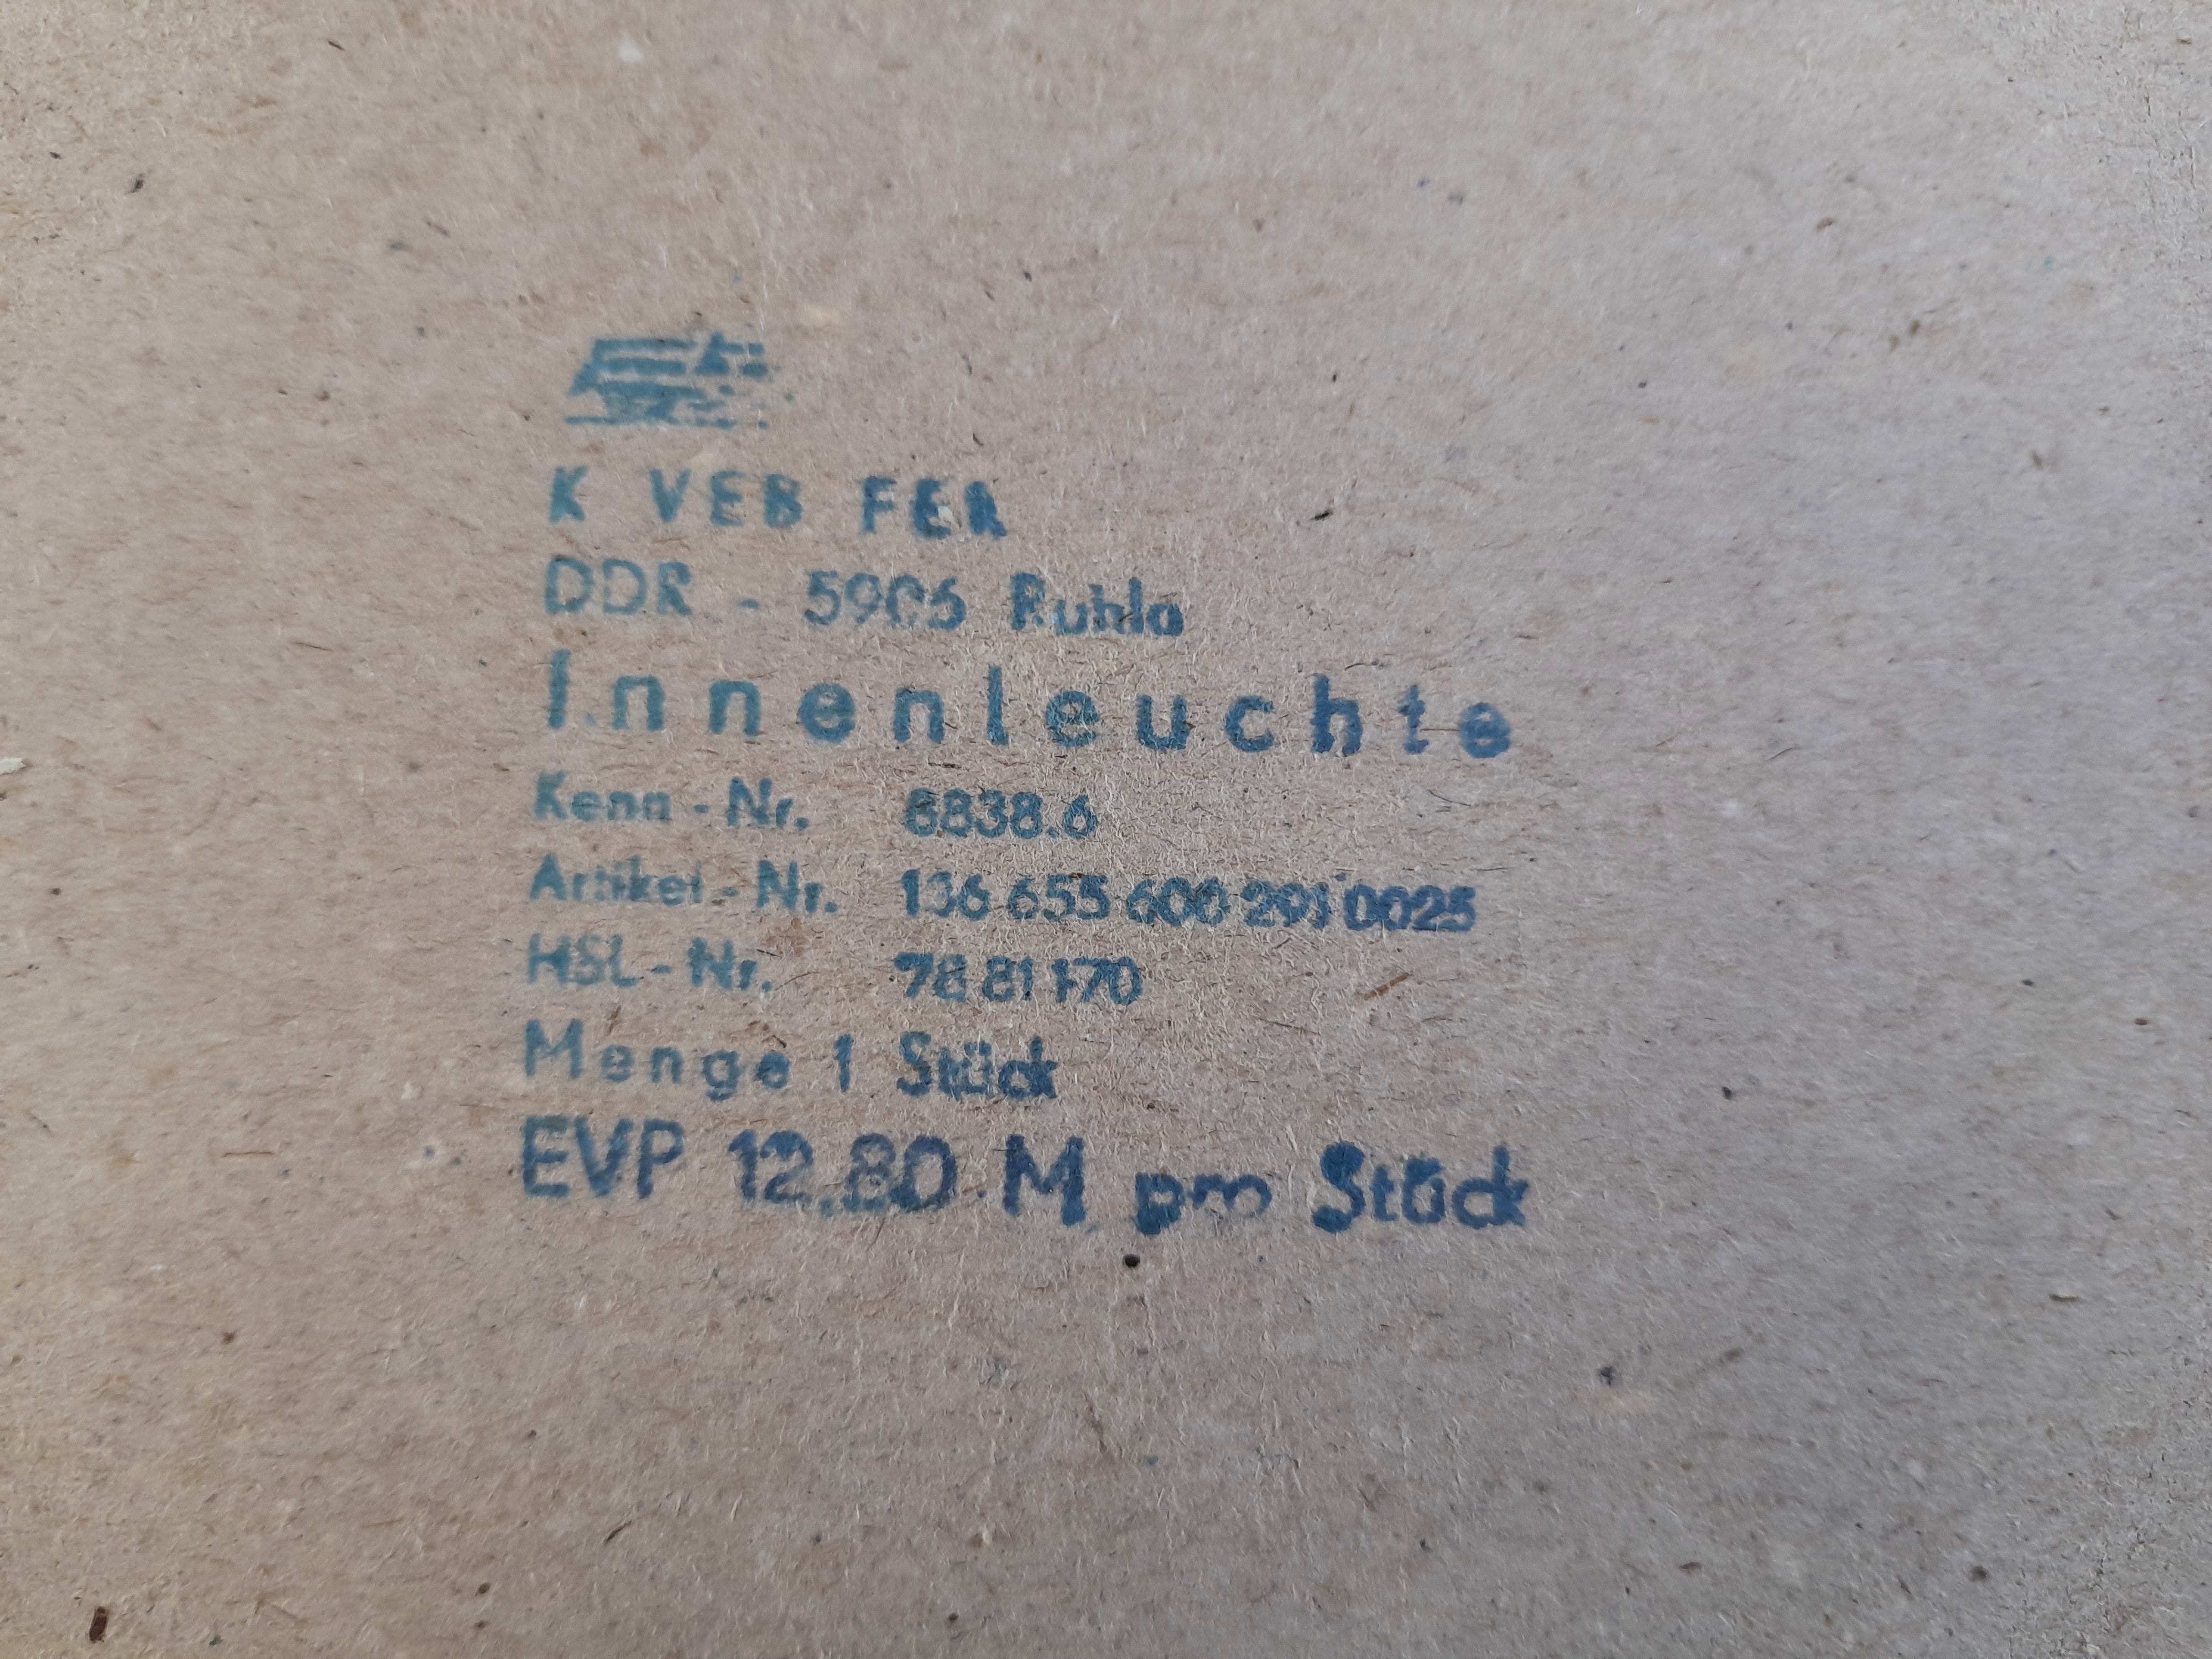 K VEB FER
DDR - 5906 Ruhla
Innenleuchte
Kenn-Nr. 8838.6
Artikel-Nr. 136 655 600 291 0025
HSL-Nr. 78 81 170
Menge 1 Stück
EVP 12,80 M pro Stück